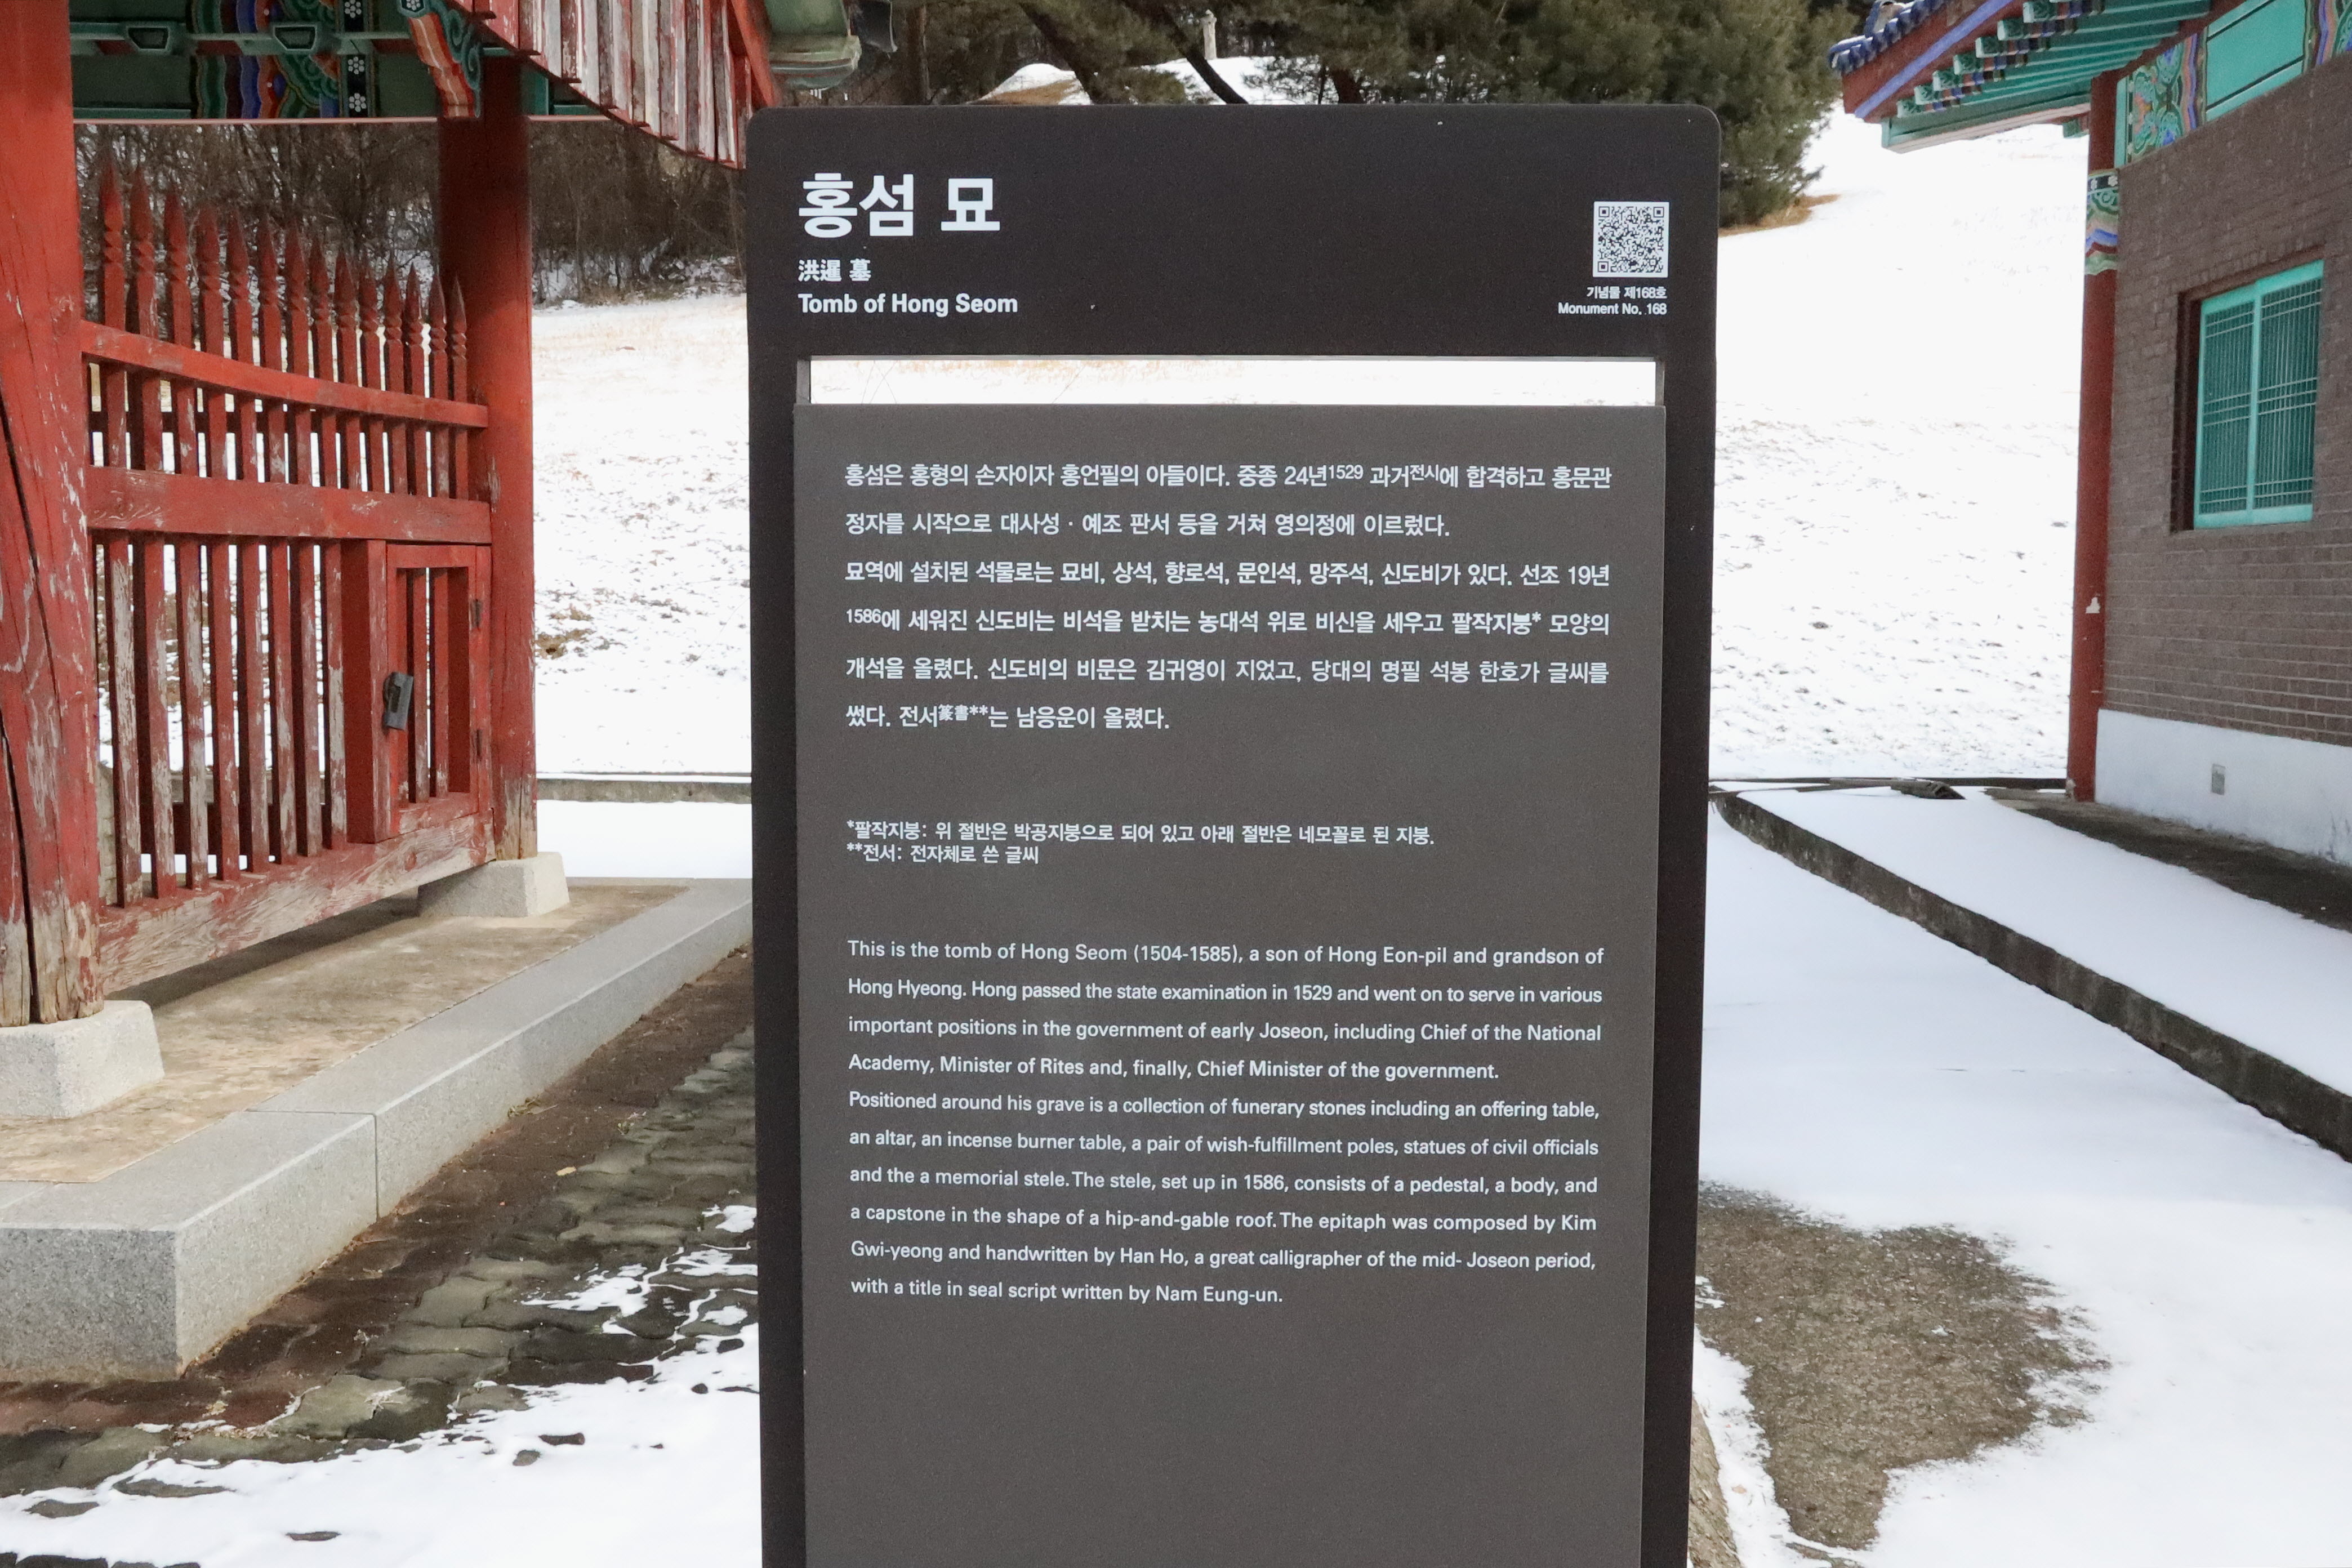 홍섬 묘
洪暹 墓
Tomb of Hong Seom
기념물 제168호
Monument No. 168
홍섬은 홍형의 손자이자 홍언필의 아들이다. 중종 24년1529 과거전시에 합격하고 홍문관
정자를 시작으로 대사성 · 예조 판서 등을 거쳐 영의정에 이르렀다.
묘역에 설치된 석물로는 묘비, 상석, 향로석, 문인석, 망주석, 신도비가 있다. 선조 19년
1586에 세워진 신도비는 비석을 받치는 농대석 위로 비신을 세우고 팔작지붕* 모양의
개석을 올렸다. 신도비의 비문은 김귀영이 지었고, 당대의 명필 석봉 한호가 글씨를
썼다. 전서篆書**는 남응운이 올렸다.
*팔작지붕: 위 절반은 박공지붕으로 되어 있고 아래 절반은 네모꼴로 된 지붕.
**전서: 전자체로 쓴 글씨
This is the tomb of Hong Seom (1504-1585), a son of Hong Eon-pil and grandson of
Hong Hyeong. Hong passed the state examination in 1529 and went on to serve in various
important positions in the government of early Joseon, including Chief of the National
Academy, Minister of Rites and, finally, Chief Minister of the government.
Positioned around his grave is a collection of funerary stones including an offering table,
an altar, an incense burner table, a pair of wish-fulfillment poles, statues of civil officials
and the a memorial stele. The stele, set up in 1586, consists of a pedestal, a body, and
a capstone in the shape of a hip-and-gable roof. The epitaph was composed by Kim
Gwi-yeong and handwritten by Han Ho, a great calligrapher of the mid- Joseon period,
with a title in seal script written by Nam Eung-un.